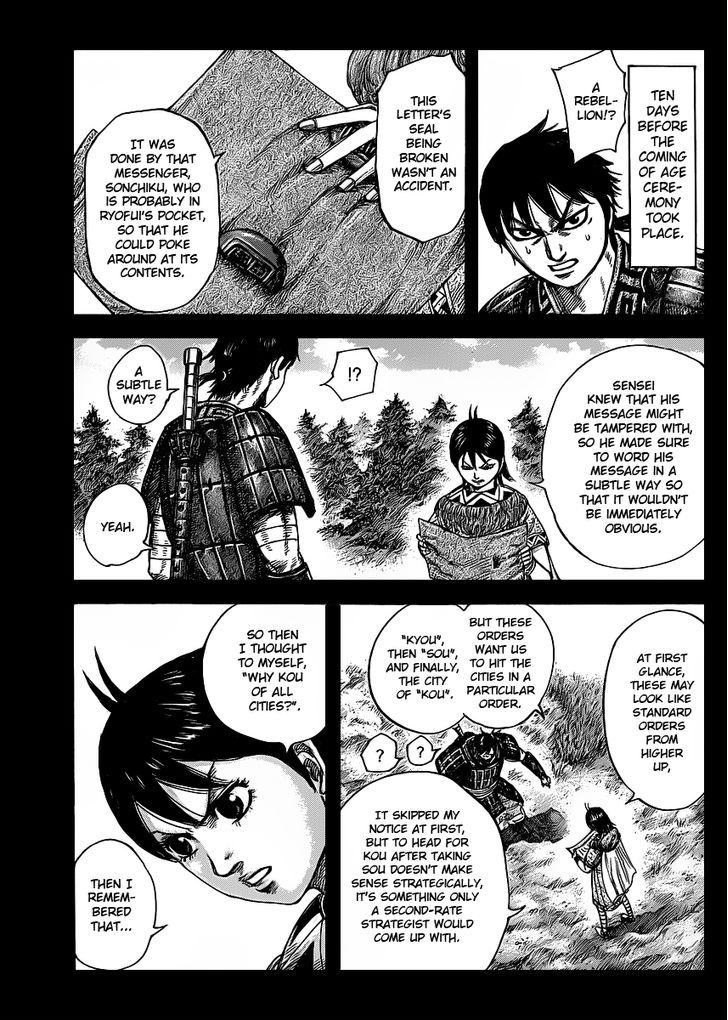 TEN
DAYS
BEFORE
THE
COMING
OF AGE
CERE-
MONY
TOOK
PLACE.
A
REBEL-
LION!?
THIS
LETTER'S
SEAL
BEING
BROKEN
WASN'T AN
ACCIDENT.
IT WAS
DONE BY THAT
MESSENGER,
SONCHIKU, WHO
IS PROBABLY IN
RYOFUI'S POCKET,
SO THAT HE
COULD POKE
AROUND AT ITS
CONTENTS.
SENSEI
KNEW THAT HIS
MESSAGE MIGHT
BE TAMPERED WITH,
SO HE MADE SURE
TO WORD HIS
MESSAGE IN A
SUBTLE WAY SO
THAT IT WOULDN'T
BE IMMEDIATELY
OBVIOUS.
!?
A
SUBTLE
WAY?
YEAH.
AT FIRST
GLANCE,
THESE MAY
LOOK LIKE
STANDARD
ORDERS
FROM
HIGHER
UP,
BUT THESE
ORDERS
WANT US
TO HIT THE
CITIES IN A
PARTICULAR
ORDER.
"KYOU",
THEN "SOU",
AND FINALLY,
THE CITY
OF "KOU".
?
?
IT SKIPPED MY
NOTICE AT FIRST,
BUT TO HEAD FOR
KOU AFTER TAKING
SOU DOESN'T MAKE
SENSE STRATEGICALLY,
IT'S SOMETHING ONLY
A SECOND-RATE
STRATEGIST WOULD
COME UP WITH.
SO THEN
I THOUGHT
TO MYSELF,
"WHY KOU
OF ALL
CITIES?".
THEN I
REMEM-
BERED
THAT...